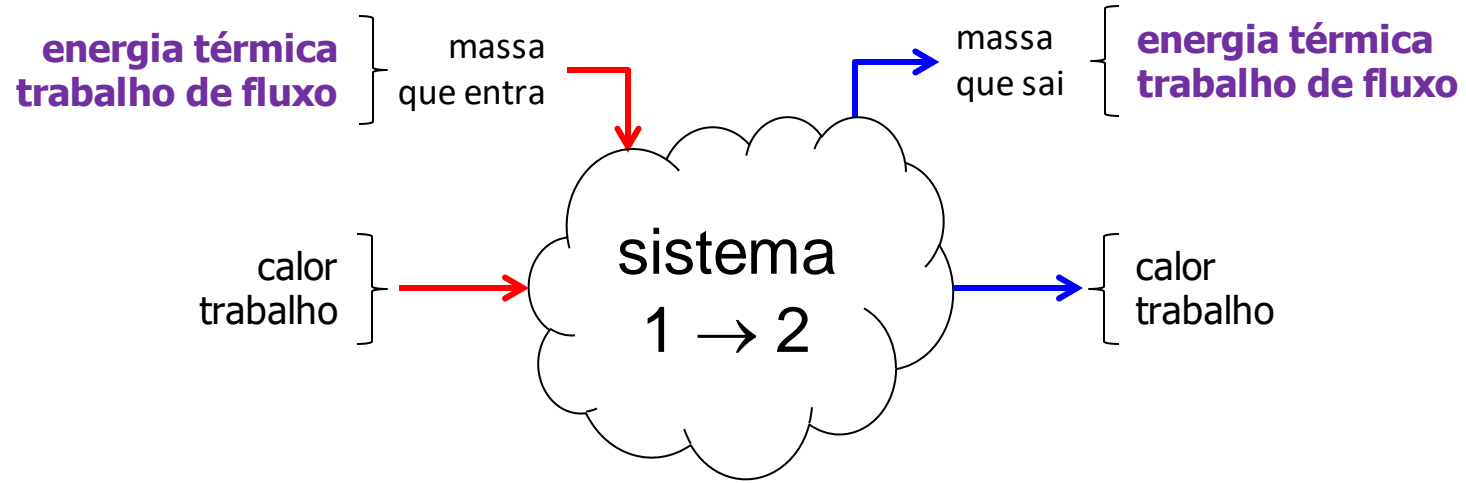 energia térmica
trabalho de fluxo
massa
que entra
massa
que sai
energia térmica
trabalho de fluxo
calor
trabalho
sistema
1 → 2
calor
trabalho